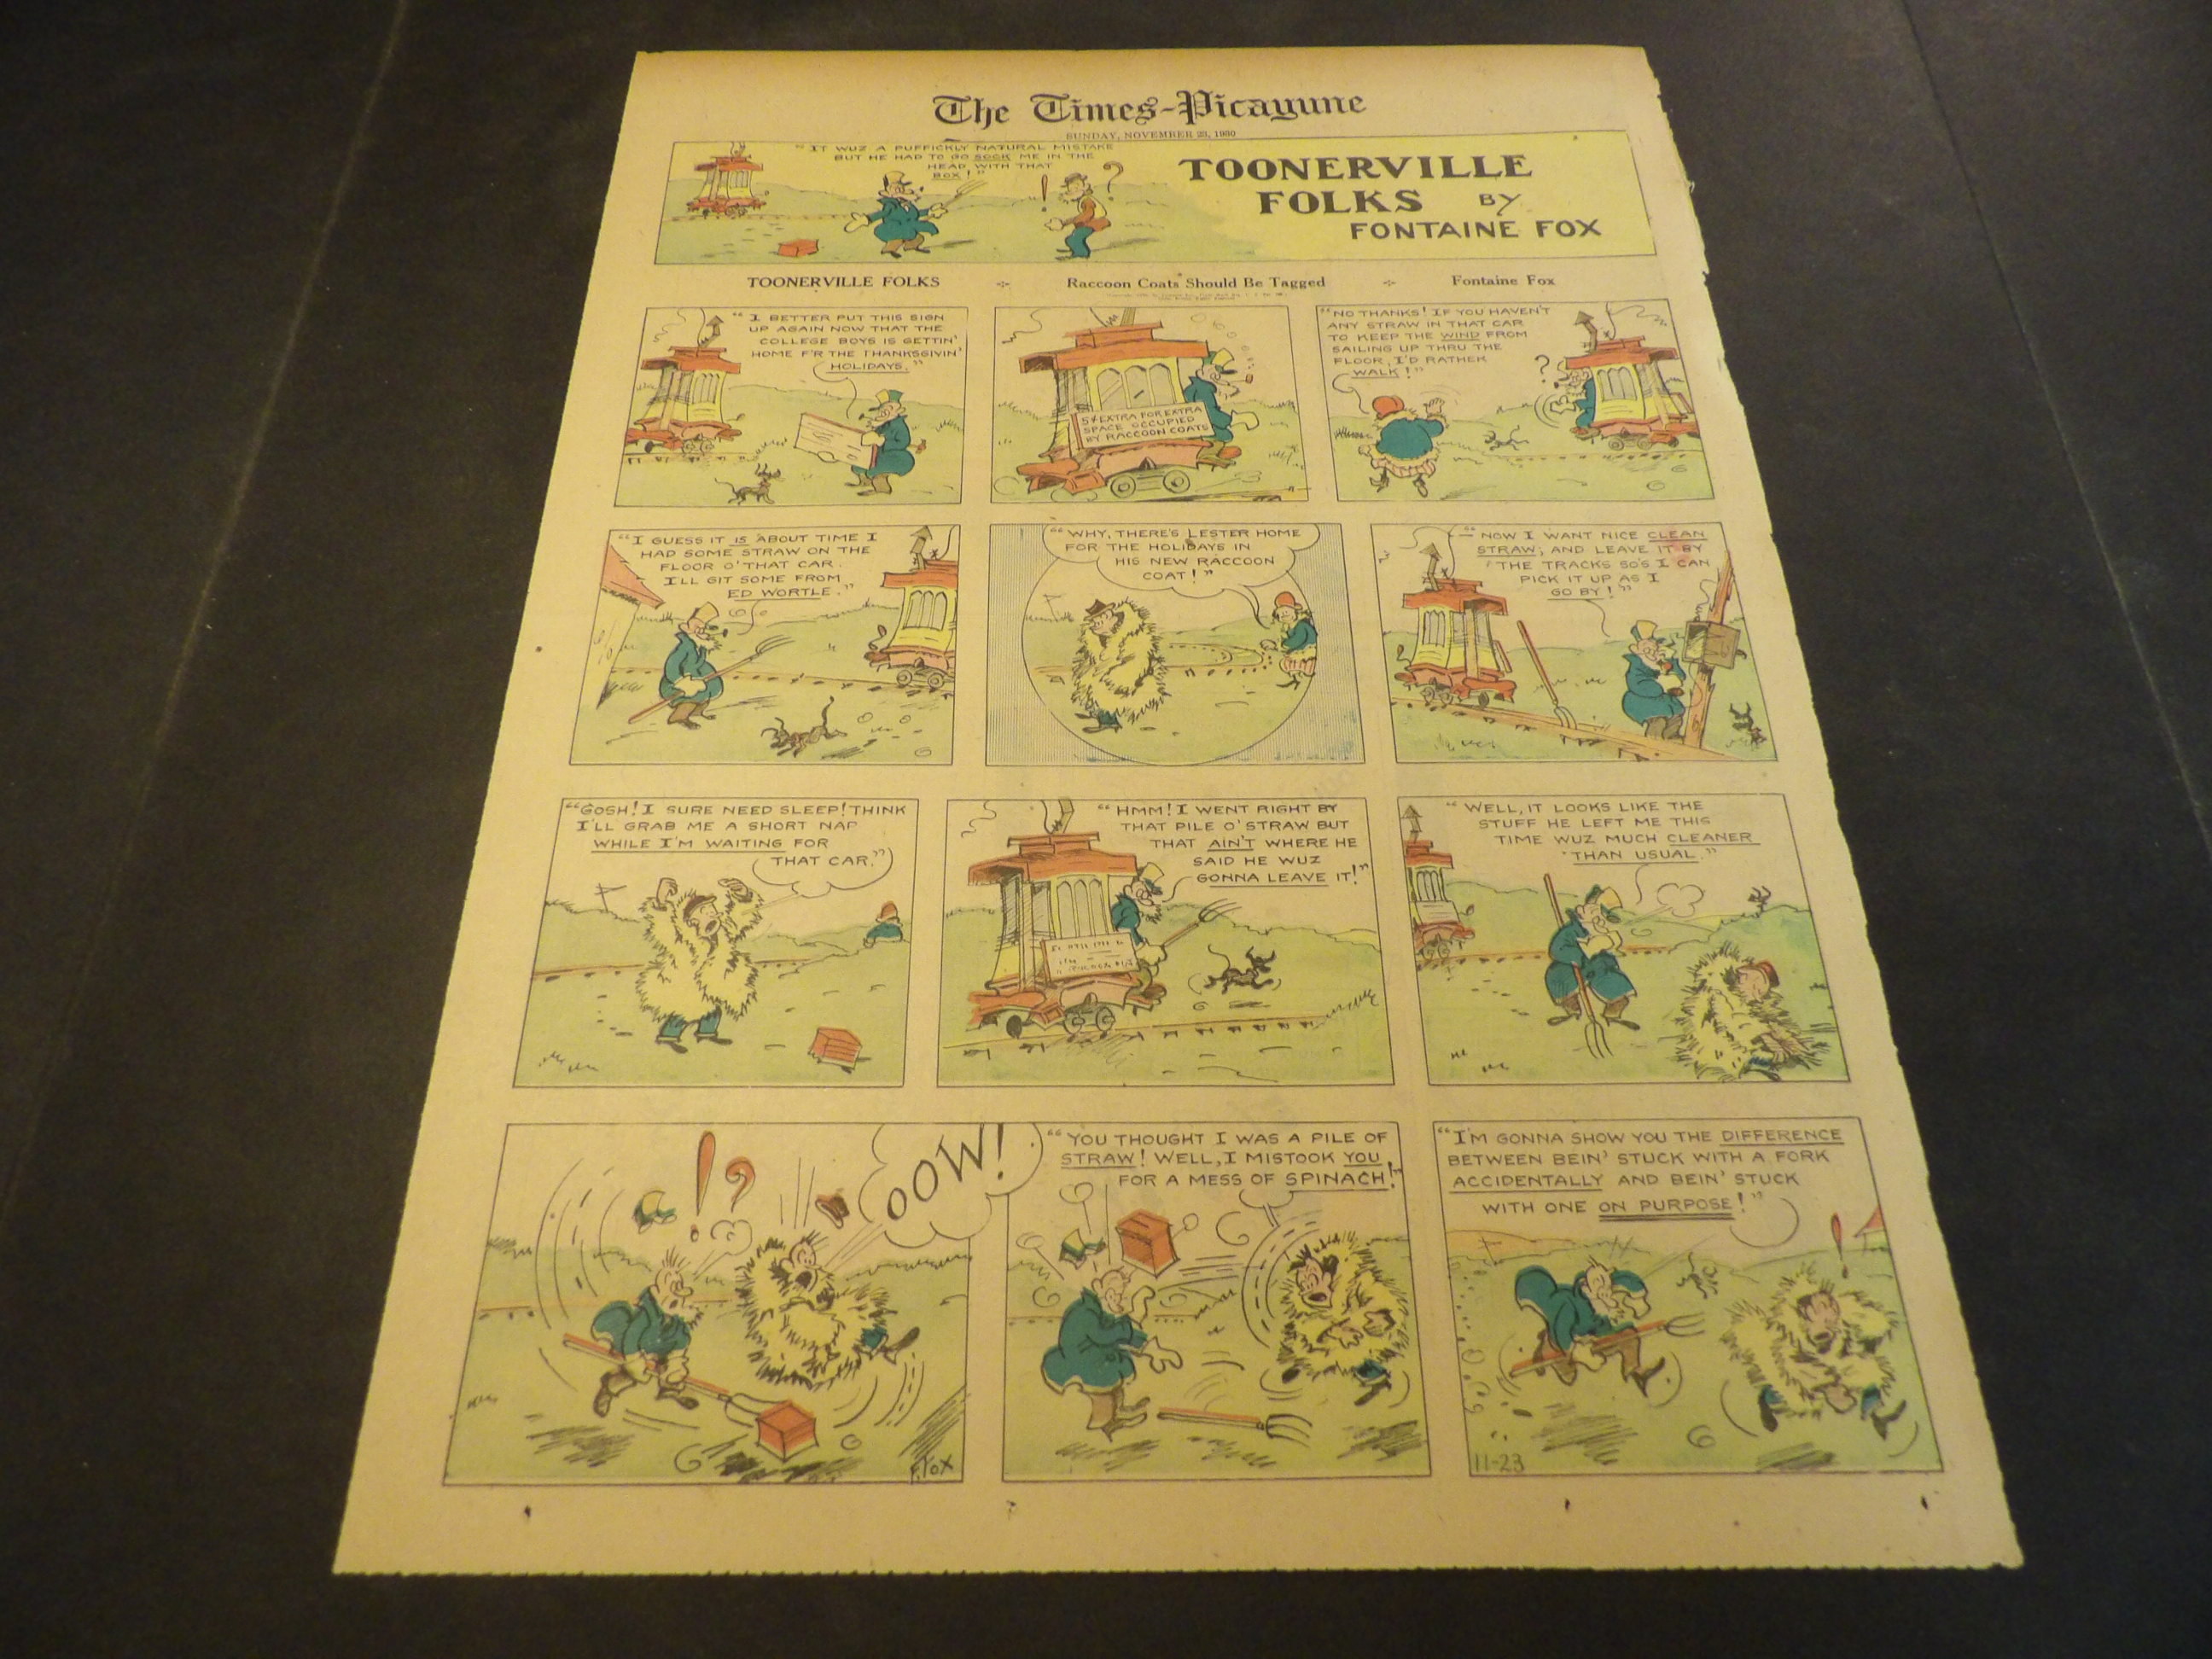 The Times-Picayune
SUNDAY, NOVEMBER 23, 1930
"IT WUZ A PUFFICKLY NATURAL MISTAKE
BUT HE HAD TO GO SOCK ME IN THE
HEAD WITH THAT
BOX!"
!
?
TOONERVILLE
FOLKS BY
FONTAINE FOX
TOONERVILLE FOLKS
Raccoon Coats Should Be Tagged
Fontaine Fox
"I BETTER PUT THIS SIGN
UP AGAIN NOW THAT THE
COLLEGE BOYS IS GETTIN'
HOME F'R THE THANKSGIVIN'
HOLIDAYS."
5¢ EXTRA FOR EXTRA
SPACE OCCUPIED
BY RACCOON COATS
"NO THANKS! IF YOU HAVEN'T
ANY STRAW IN THAT CAR
TO KEEP THE WIND FROM
SAILING UP THRU THE
FLOOR, I'D RATHER
WALK!"
?
"I GUESS IT IS ABOUT TIME I
HAD SOME STRAW ON THE
FLOOR O' THAT CAR.
I'LL GIT SOME FROM
ED WORTLE."
"WHY, THERE'S LESTER HOME
FOR THE HOLIDAYS IN
HIS NEW RACCOON
COAT!"
"NOW I WANT NICE CLEAN
STRAW; AND LEAVE IT BY
THE TRACKS SO'S I CAN
PICK IT UP AS I
GO BY!"
"GOSH! I SURE NEED SLEEP! THINK
I'LL GRAB ME A SHORT NAP
WHILE I'M WAITING FOR
THAT CAR."
"HMM! I WENT RIGHT BY
THAT PILE O' STRAW BUT
THAT AIN'T WHERE HE
SAID HE WUZ
GONNA LEAVE IT!"
"WELL, IT LOOKS LIKE THE
STUFF HE LEFT ME THIS
TIME WUZ MUCH CLEANER
THAN USUAL."
!?
OOW!
F. FOX
"YOU THOUGHT I WAS A PILE OF
STRAW! WELL, I MISTOOK YOU
FOR A MESS OF SPINACH!"
"I'M GONNA SHOW YOU THE DIFFERENCE
BETWEEN BEIN' STUCK WITH A FORK
ACCIDENTALLY AND BEIN' STUCK
WITH ONE ON PURPOSE!"
!
11-23